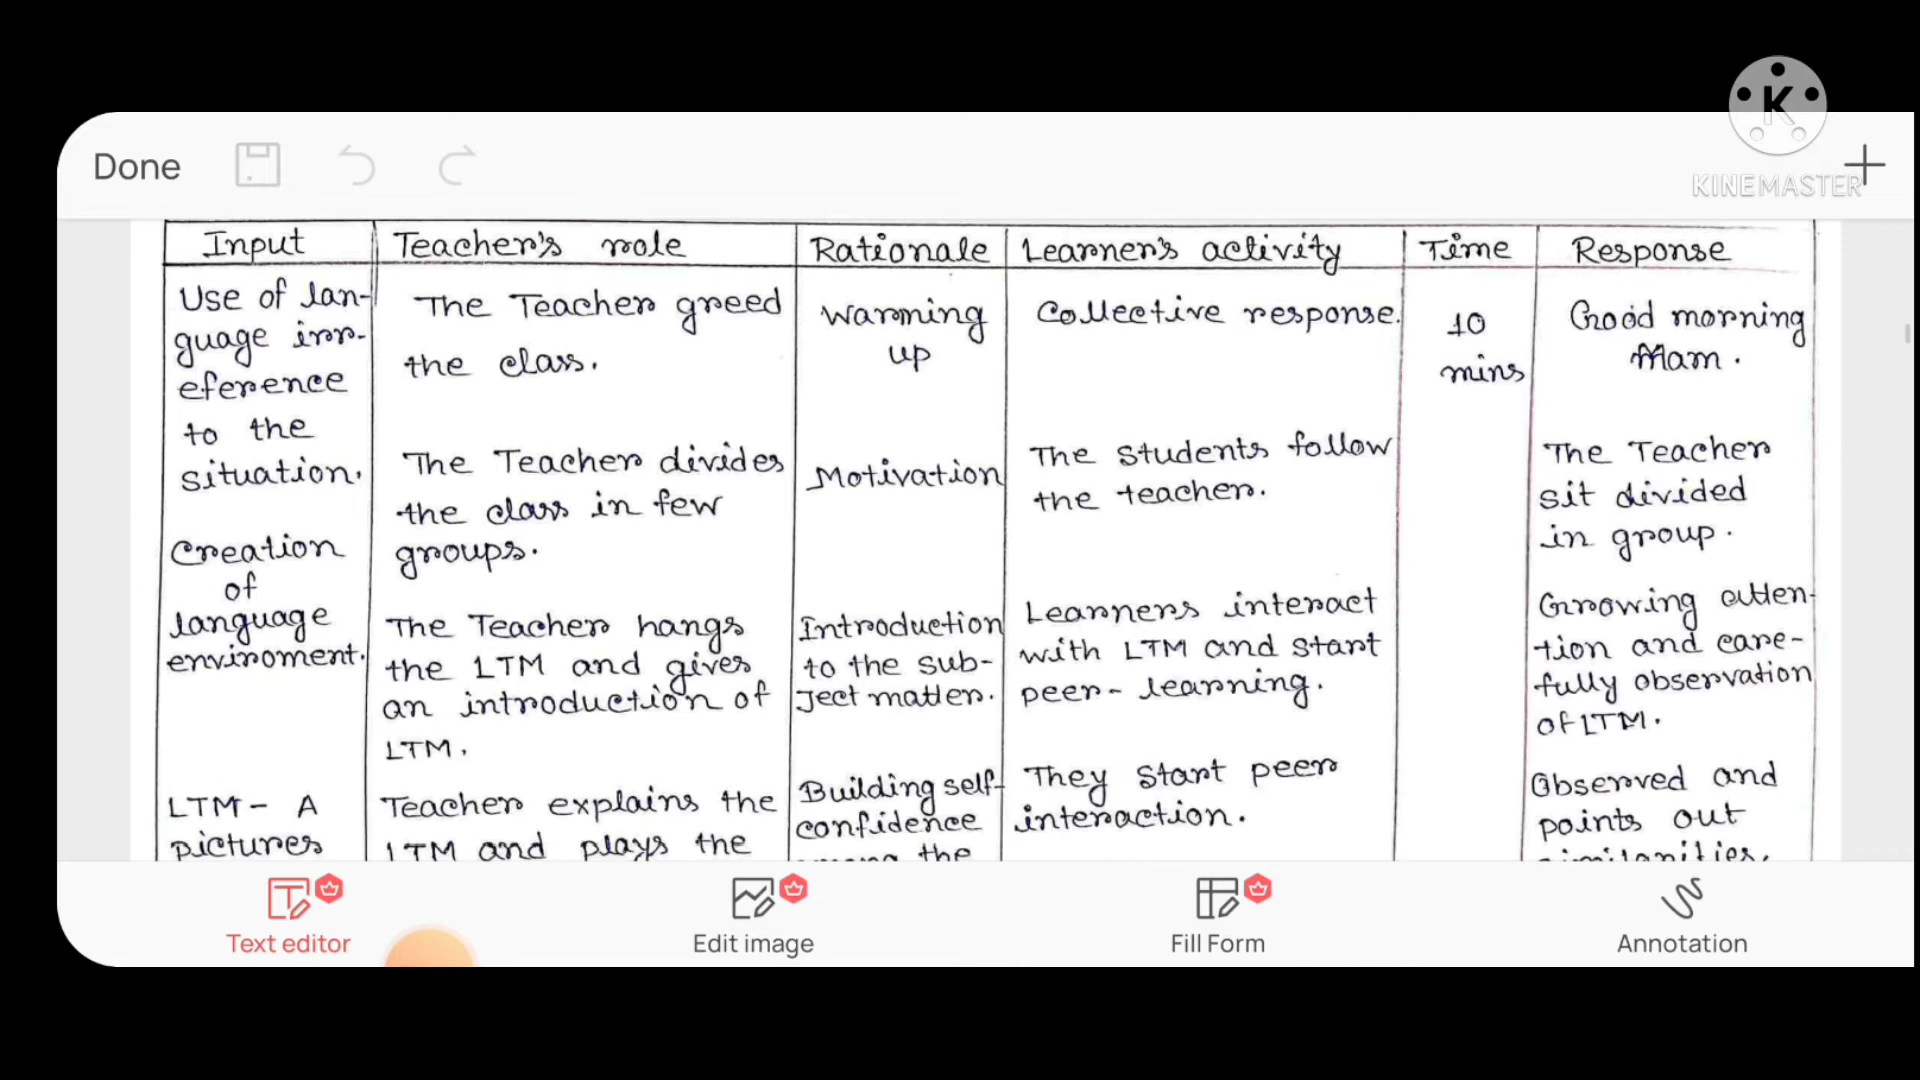 Done
KINEMASTER
Input
Teacher's role
Rationale
Learner's activity
Time
Response
Use of lan-
guage inr-
eference
to the
situation.
The Teacher greed
the class.
Warming
up
Collective response.
10
mins
Good morning
Mam.
The Teacher divides
the class in few
groups.
Motivation
The students follow
the teacher.
The Teacher
sit divided
in group.
Creation
of
language
enviroment.
The Teacher hangs
the LTM and gives
an introduction of
LTM.
Introduction
to the sub-
ject matter.
Learners interact
with LTM and start
peer-learning.
Growing atten-
tion and care-
fully observation
of LTM.
LTM - A
pictures
Teacher explains the
LTM and plays the
Building self-
confidence
the
They start peer
interaction.
Observed and
points out
similarities.
Text editor
Edit image
Fill Form
Annotation